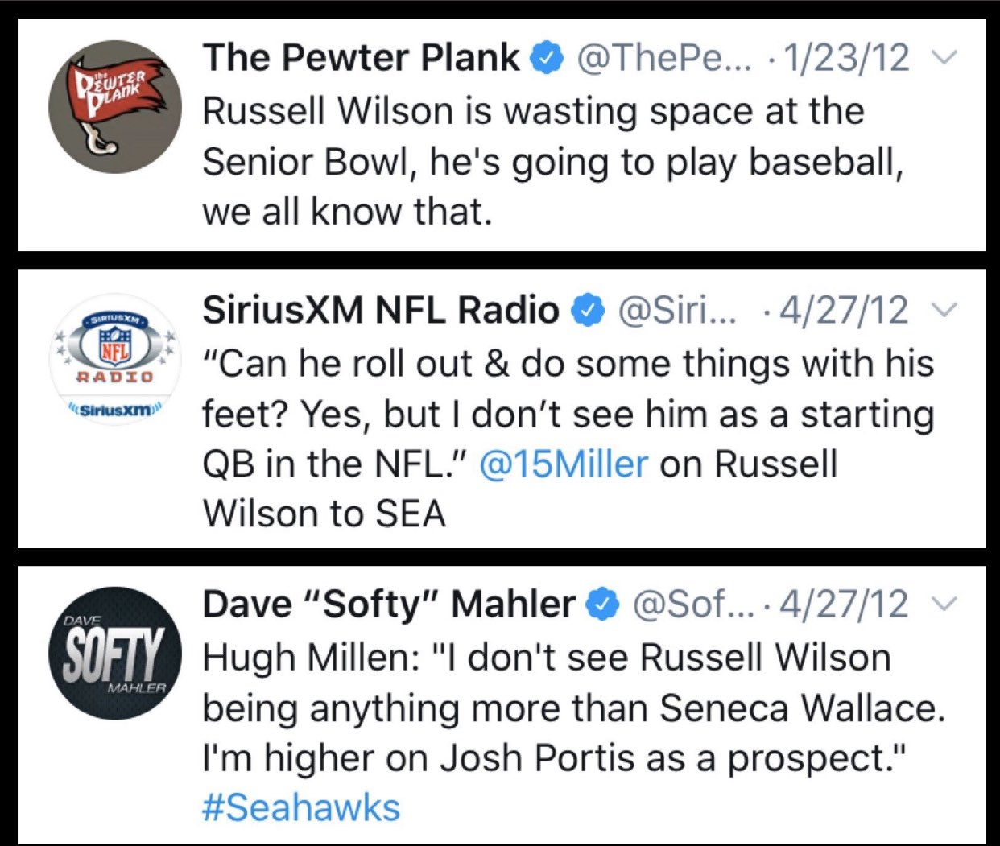 the
PEWTER
PLANK
The Pewter Plank @ThePe... · 1/23/12
Russell Wilson is wasting space at the
Senior Bowl, he's going to play baseball,
we all know that.
SIRIUSXM
NFL
RADIO
SiriusXM NFL Radio @Siri... · 4/27/12
((SiriusXM))
“Can he roll out & do some things with his
feet? Yes, but I don’t see him as a starting
QB in the NFL.” @15Miller on Russell
Wilson to SEA
DAVE
SOFTY
MAHLER
Dave “Softy” Mahler @Sof... · 4/27/12
Hugh Millen: "I don't see Russell Wilson
being anything more than Seneca Wallace.
I'm higher on Josh Portis as a prospect."
#Seahawks